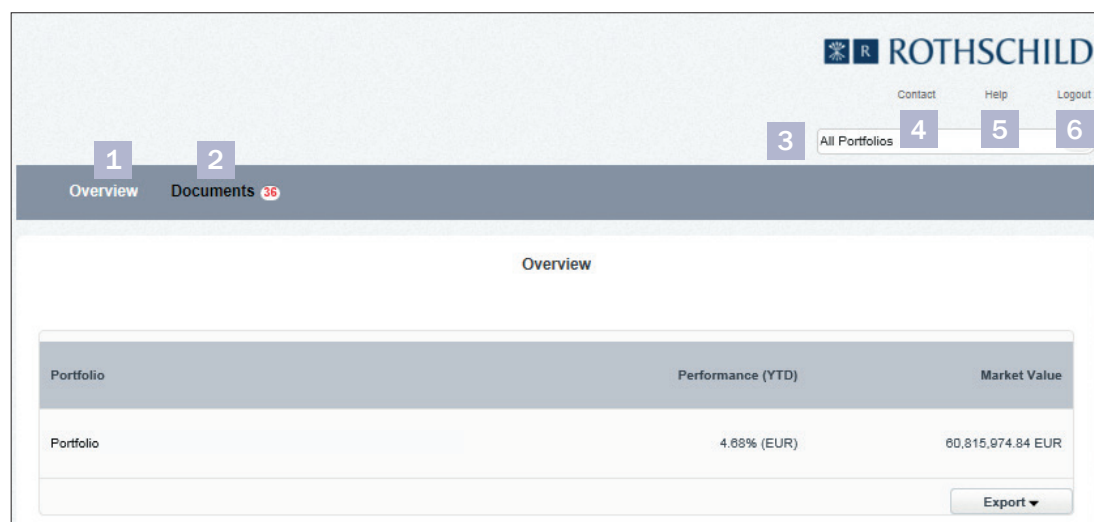 R ROTHSCHILD
Contact Help Logout
3 All Portfolios 4 5 6
1 2
Overview Documents 36
Overview
Portfolio Performance (YTD) Market Value
Portfolio 4.68% (EUR) 60,815,974.84 EUR
Export